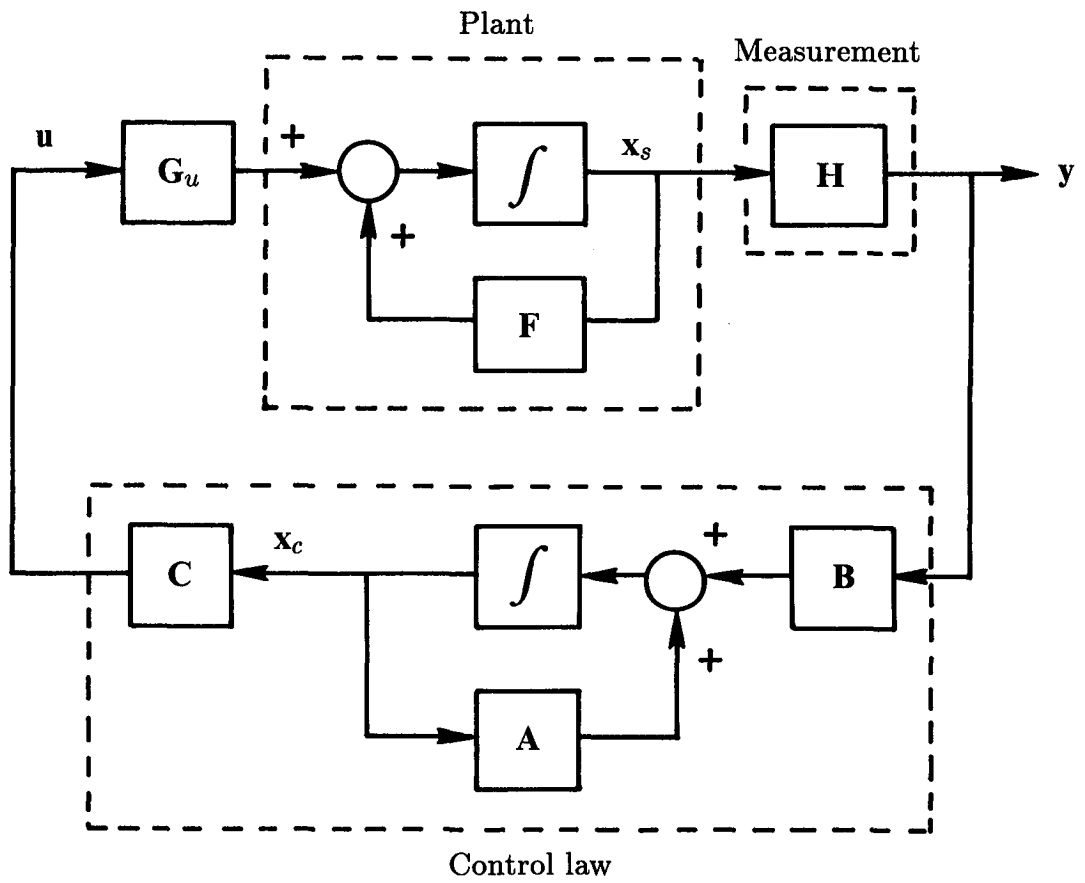 Plant
Measurement
u
G_u
+
∫
x_s
H
y
+
F
C
x_c
∫
+
B
+
A
Control law